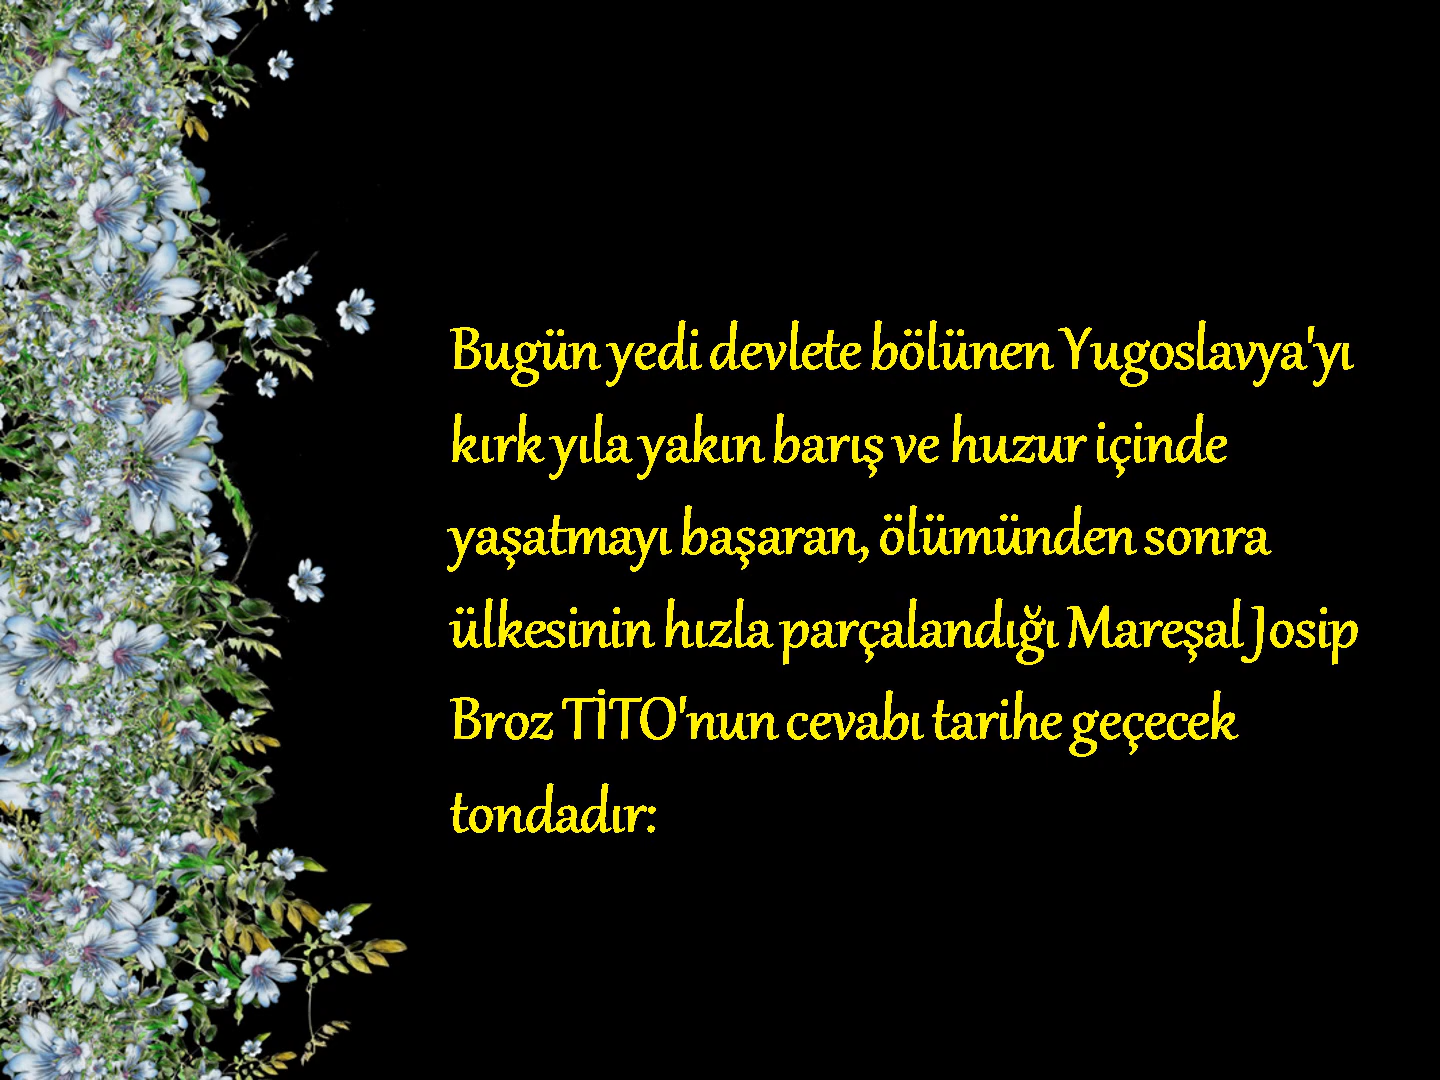 Bugün yedi devlete bölünen Yugoslavya'yı
kırk yıla yakın barış ve huzur içinde
yaşatmayı başaran, ölümünden sonra
ülkesinin hızla parçalandığı Mareşal Josip
Broz TİTO'nun cevabı tarihe geçecek
tondadır: